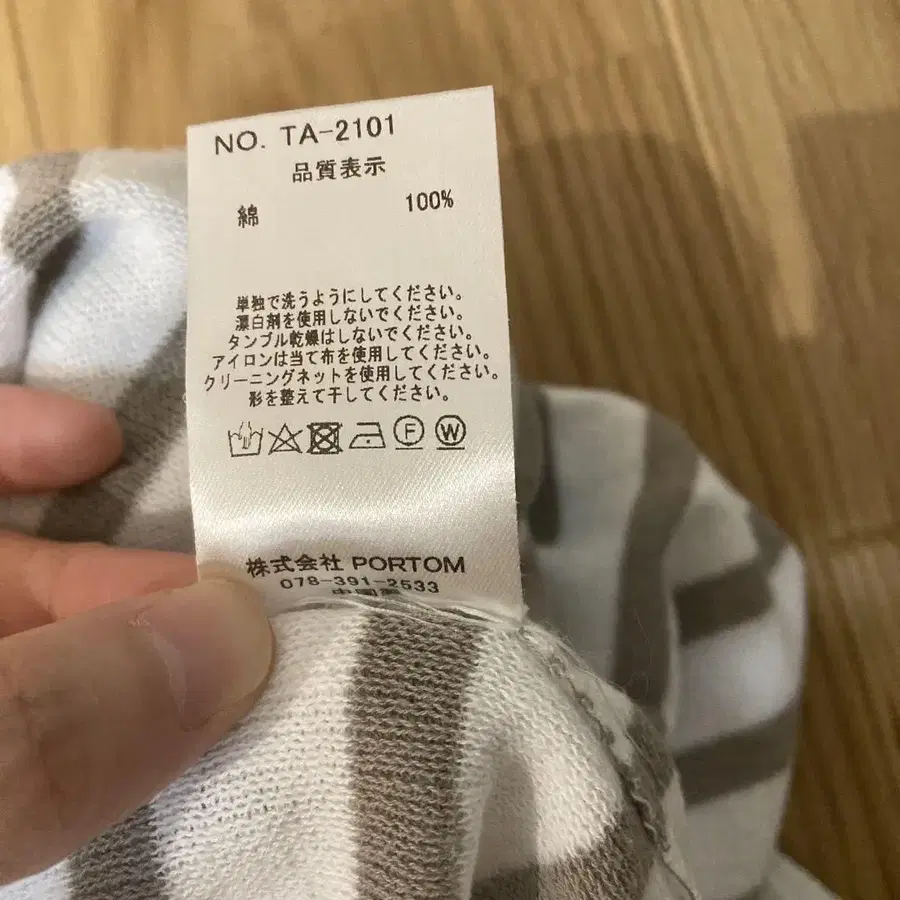 NO. TA-2101
品質表示
綿 100%
単独で洗うようにしてください。
漂白剤を使用しないでください。
タンブル乾燥はしないでください。
アイロンは当て布を使用してください。
クリーニングネットを使用してください。
形を整えて干してください。
F W
株式会社 PORTOM
078-391-2533
中国製